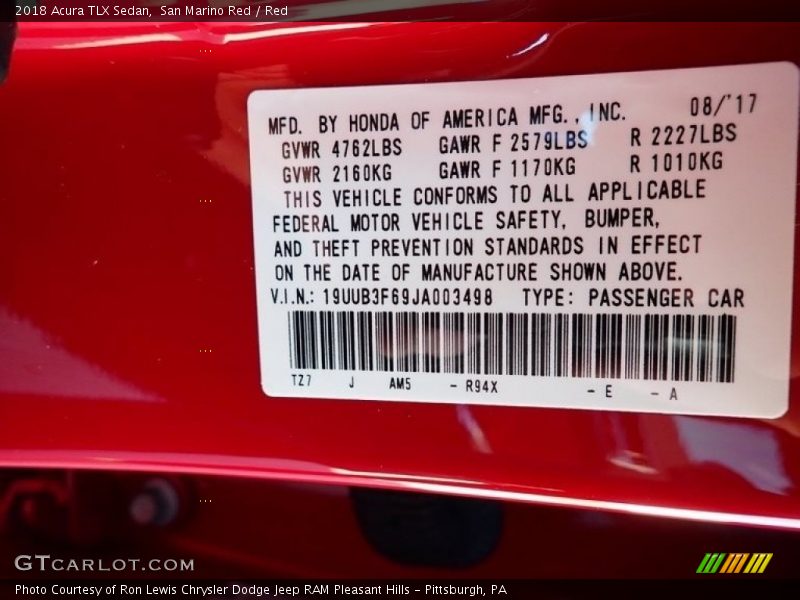 2018 Acura TLX Sedan,  San Marino Red / Red
MFD. BY HONDA OF AMERICA MFG., INC. 08/'17
GVWR 4762LBS GAWR F 2579LBS R 2227LBS
GVWR 2160KG GAWR F 1170KG R 1010KG
THIS VEHICLE CONFORMS TO ALL APPLICABLE
FEDERAL MOTOR VEHICLE SAFETY, BUMPER,
AND THEFT PREVENTION STANDARDS IN EFFECT
ON THE DATE OF MANUFACTURE SHOWN ABOVE.
V.I.N.: 19UUB3F69JA003498 TYPE: PASSENGER CAR
TZ7 J AM5 - R94X - E - A
GTCARLOT.COM
Photo Courtesy of Ron Lewis Chrysler Dodge Jeep RAM Pleasant Hills - Pittsburgh, PA